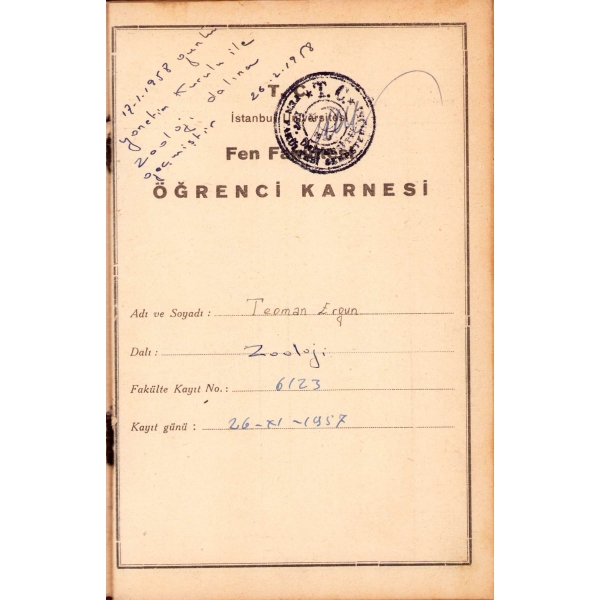 17.1.1958 günlü
yönetim Kurulu ile
Zooloji dalına
geçmiştir 26.2.1958
T. C.
T. C.
İstanbul Üniversitesi
Fen Fa
ÖĞRENCİ KARNESİ
Adı ve Soyadı : Teoman Ergun
Dalı : Zooloji
Fakülte Kayıt No. : 6123
Kayıt günü : 26-XI-1957